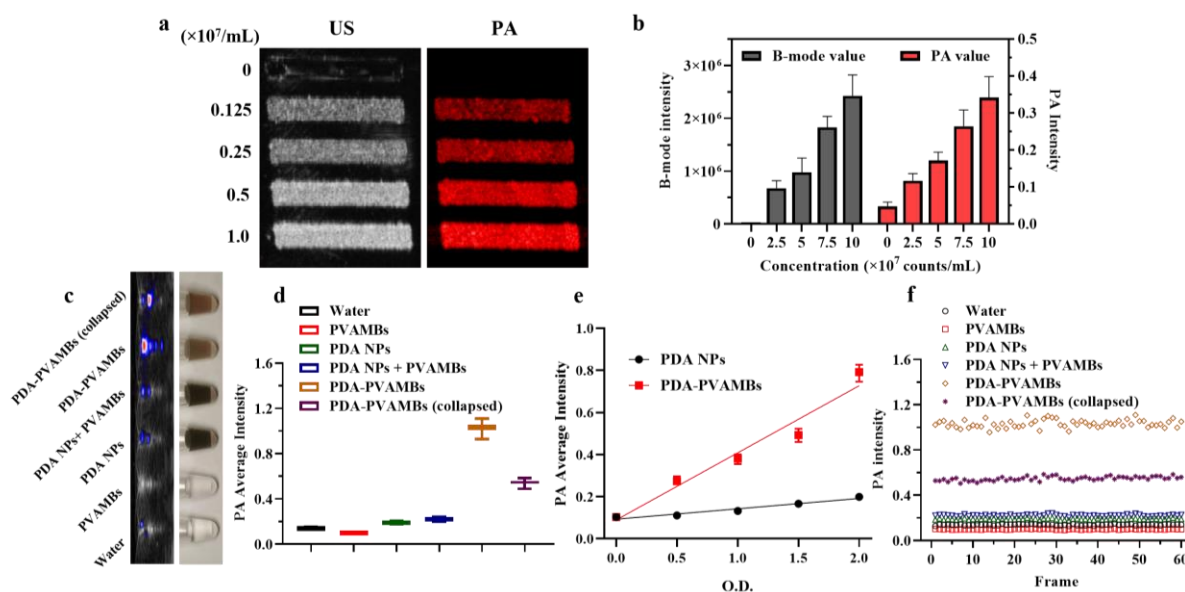 a
US
PA
(×10⁷/mL)
0
0.125
0.25
0.5
1.0
b
B-mode value
PA value
B-mode intensity
3×10⁶
2×10⁶
1×10⁶
0
0.5
0.4
0.3
0.2
0.1
0.0
PA Intensity
0 2.5 5 7.5 10 0 2.5 5 7.5 10
Concentration (×10⁷ counts/mL)
c
PDA-PVAMBs (collapsed)
PDA-PVAMBs
PDA NPs+ PVAMBs
PDA NPs
PVAMBs
Water
d
Water
PVAMBs
PDA NPs
PDA NPs + PVAMBs
PDA-PVAMBs
PDA-PVAMBs (collapsed)
PA Average Intensity
1.6
1.2
0.8
0.4
0.0
e
PDA NPs
PDA-PVAMBs
PA Average Intensity
1.0
0.8
0.6
0.4
0.2
0.0
0.0 0.5 1.0 1.5 2.0
O.D.
f
Water
PVAMBs
PDA NPs
PDA NPs + PVAMBs
PDA-PVAMBs
PDA-PVAMBs (collapsed)
PA intensity
1.6
1.2
0.8
0.4
0.0
0 10 20 30 40 50 60
Frame